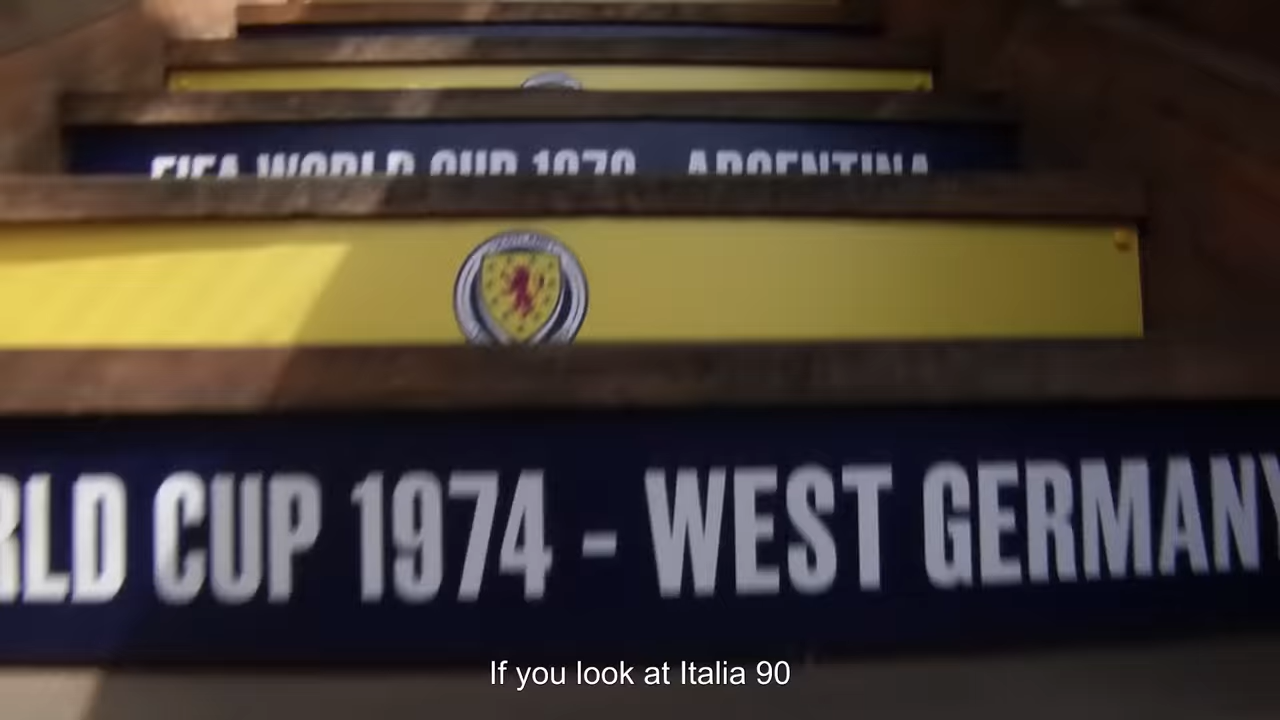 FIFA WORLD CUP 1978 - ARGENTINA
RLD CUP 1974 - WEST GERMANY
If you look at Italia 90